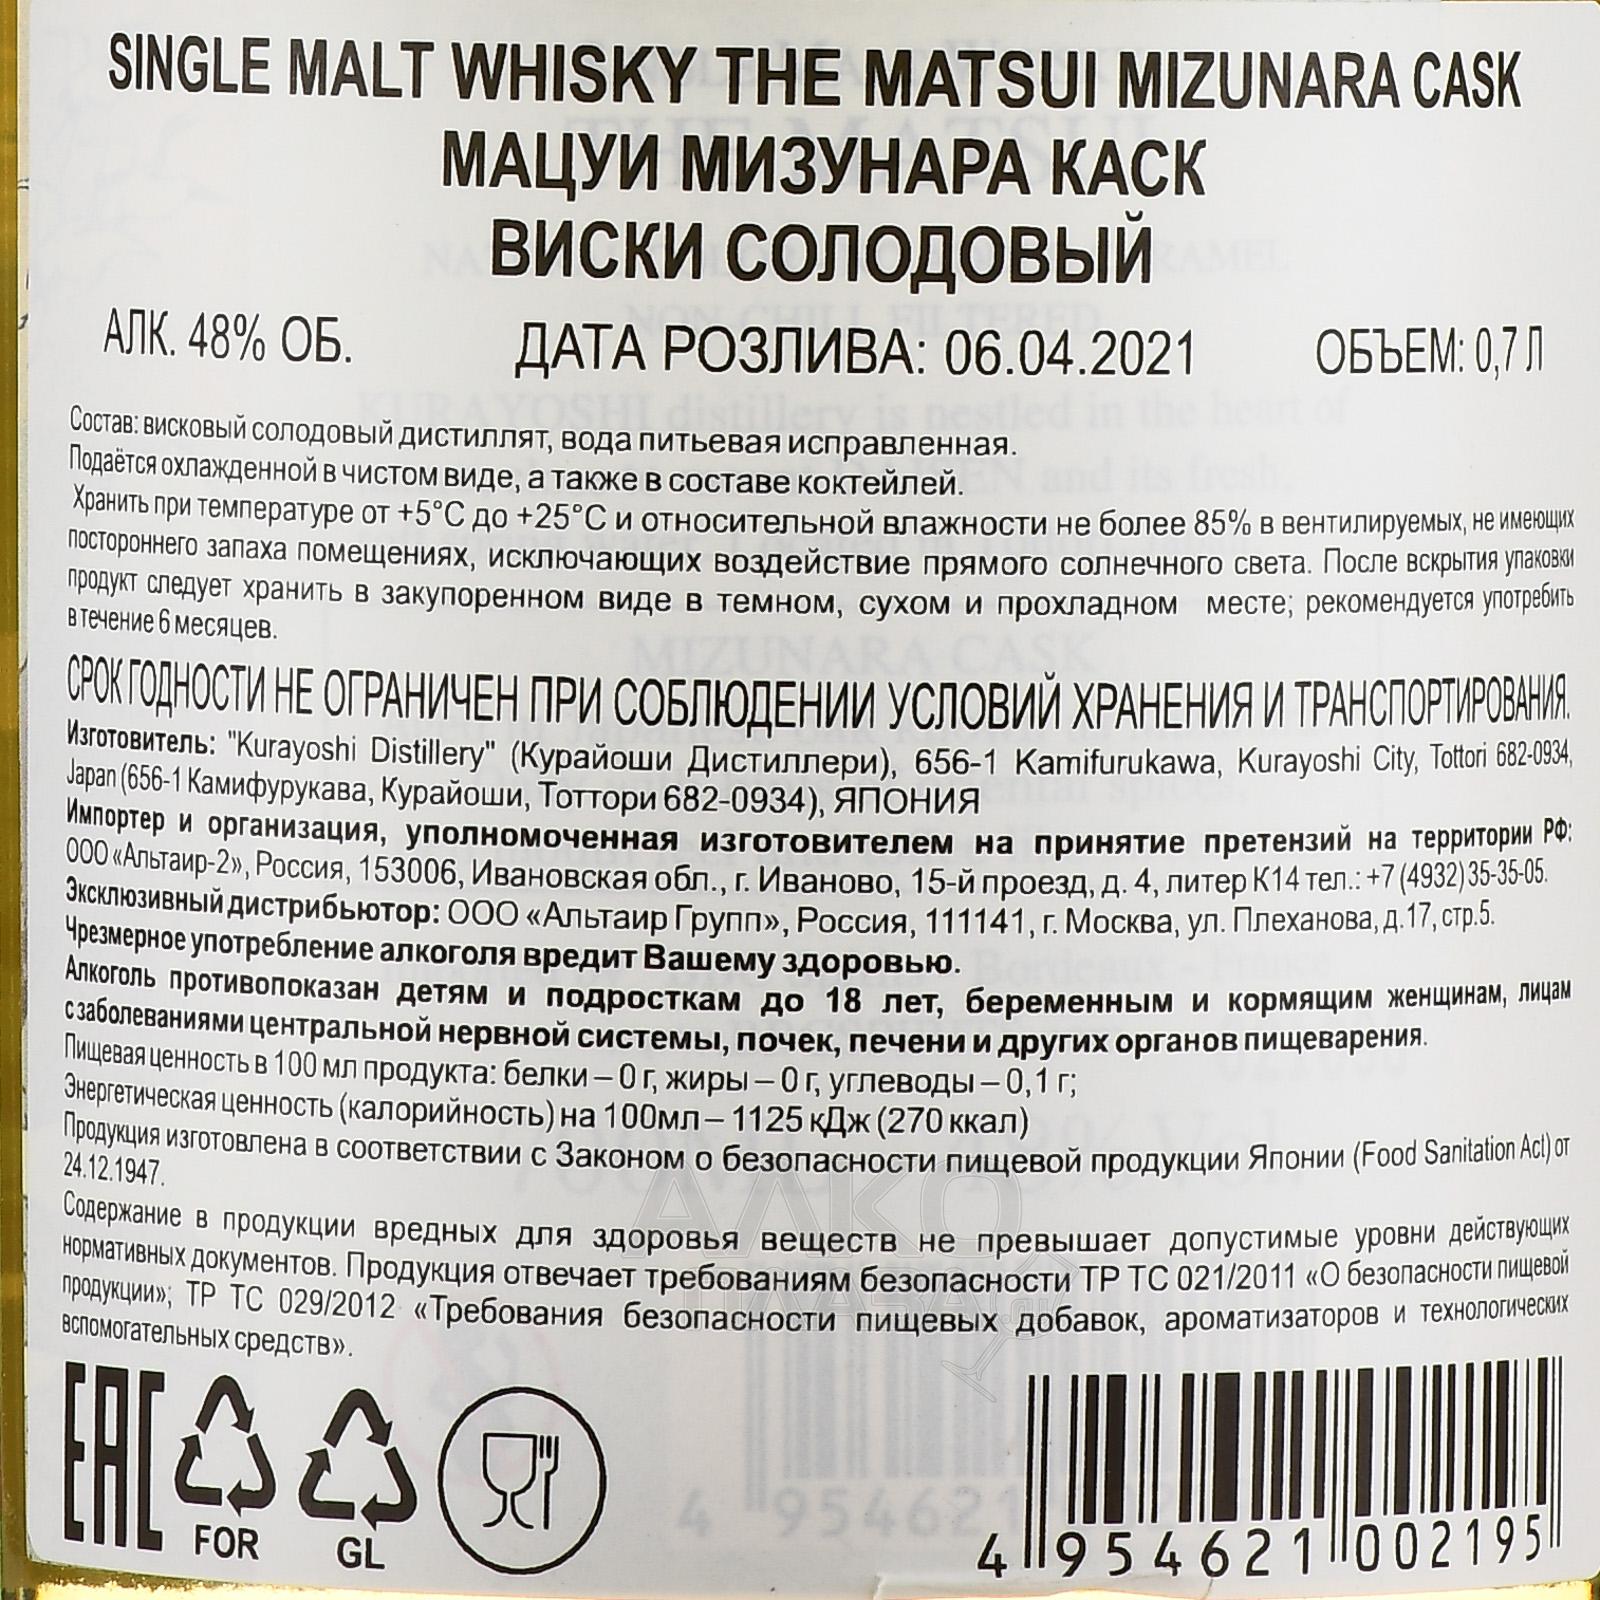 SINGLE MALT WHISKY THE MATSUI MIZUNARA CASK
МАЦУИ МИЗУНАРА КАСК
ВИСКИ СОЛОДОВЫЙ
АЛК. 48% ОБ. ДАТА РОЗЛИВА: 06.04.2021 ОБЪЕМ: 0,7 Л
Состав: висковый солодовый дистиллят, вода питьевая исправленная.
Подаётся охлажденной в чистом виде, а также в составе коктейлей.
Хранить при температуре от +5°С до +25°С и относительной влажности не более 85% в вентилируемых, не имеющих
постороннего запаха помещениях, исключающих воздействие прямого солнечного света. После вскрытия упаковки
продукт следует хранить в закупоренном виде в темном, сухом и прохладном месте; рекомендуется употребить
в течение 6 месяцев.
СРОК ГОДНОСТИ НЕ ОГРАНИЧЕН ПРИ СОБЛЮДЕНИИ УСЛОВИЙ ХРАНЕНИЯ И ТРАНСПОРТИРОВАНИЯ.
Изготовитель: "Kurayoshi Distillery" (Курайоши Дистиллери), 656-1 Kamifurukawa, Kurayoshi City, Tottori 682-0934,
Japan (656-1 Камифурукава, Курайоши, Тоттори 682-0934), ЯПОНИЯ
Импортер и организация, уполномоченная изготовителем на принятие претензий на территории РФ:
ООО «Альтаир-2», Россия, 153006, Ивановская обл., г. Иваново, 15-й проезд, д. 4, литер К14 тел.: +7 (4932) 35-35-05.
Эксклюзивный дистрибьютор: ООО «Альтаир Групп», Россия, 111141, г. Москва, ул. Плеханова, д.17, стр.5.
Чрезмерное употребление алкоголя вредит Вашему здоровью.
Алкоголь противопоказан детям и подросткам до 18 лет, беременным и кормящим женщинам, лицам
с заболеваниями центральной нервной системы, почек, печени и других органов пищеварения.
Пищевая ценность в 100 мл продукта: белки – 0 г, жиры – 0 г, углеводы – 0,1 г;
Энергетическая ценность (калорийность) на 100мл – 1125 кДж (270 ккал)
Продукция изготовлена в соответствии с Законом о безопасности пищевой продукции Японии (Food Sanitation Act) от
24.12.1947.
Содержание в продукции вредных для здоровья веществ не превышает допустимые уровни действующих
нормативных документов. Продукция отвечает требованиям безопасности ТР ТС 021/2011 «О безопасности пищевой
продукции»; ТР ТС 029/2012 «Требования безопасности пищевых добавок, ароматизаторов и технологических
вспомогательных средств».
EAC FOR GL
4 954621 002195